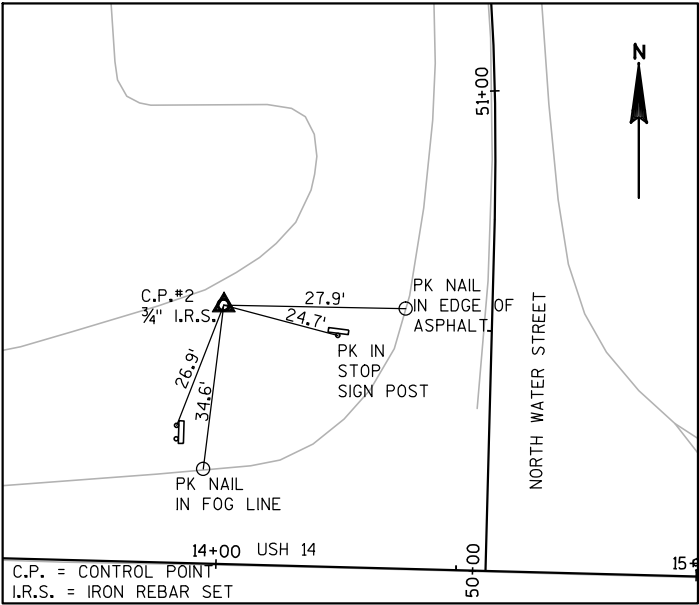 N
51+00
C.P.#2
¾" I.R.S.
27.9'
24.7'
PK NAIL
IN EDGE OF
ASPHALT
PK IN
STOP
SIGN POST
26.9'
34.6'
PK NAIL
IN FOG LINE
NORTH WATER STREET
14+00 USH 14
50+00
15+
C.P. = CONTROL POINT
I.R.S. = IRON REBAR SET